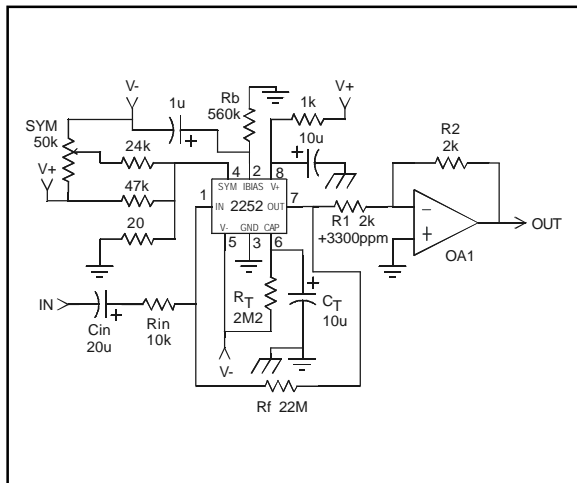 V-
1u
Rb
560k
1k
V+
SYM
50k
V+
24k
10u
R2
2k
47k
4
2
8
SYM
IBIAS
V+
1
IN
2252
OUT
7
20
R1 2k
+3300ppm
−
+
OUT
OA1
V-
GND
CAP
5
3
6
IN
Cin
20u
+
Rin
10k
RT
2M2
+
CT
10u
V-
Rf 22M